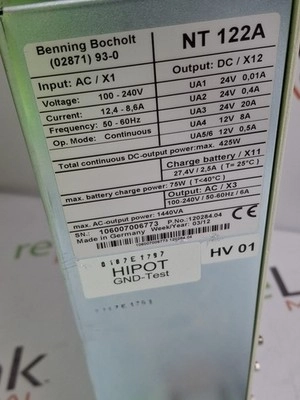 Benning Bocholt
(02871) 93-0
NT 122A
Input: AC / X1
Voltage: 100 - 240V
Current: 12,4 - 8,6A
Frequency: 50 - 60Hz
Op. Mode: Continuous
Output: DC / X12
UA1 24V 0,01A
UA2 24V 0,4A
UA3 24V 20A
UA4 12V 8A
UA5/6 12V 0,5A
Total continuous DC-output power: max. 425W
Charge battery / X11
27,4V / 2,5A ( T= 25°C )
max. battery charge power: 75W ( T<40°C )
Output: AC / X3
100-240V / 50-60Hz / 6A
max. AC-output power: 1440VA
SN.: 106007006773 P.No. 120284.04
Made in Germany Week/Year: 03/12
CE
HV 01
0107E1797
HIPOT
GND-Test